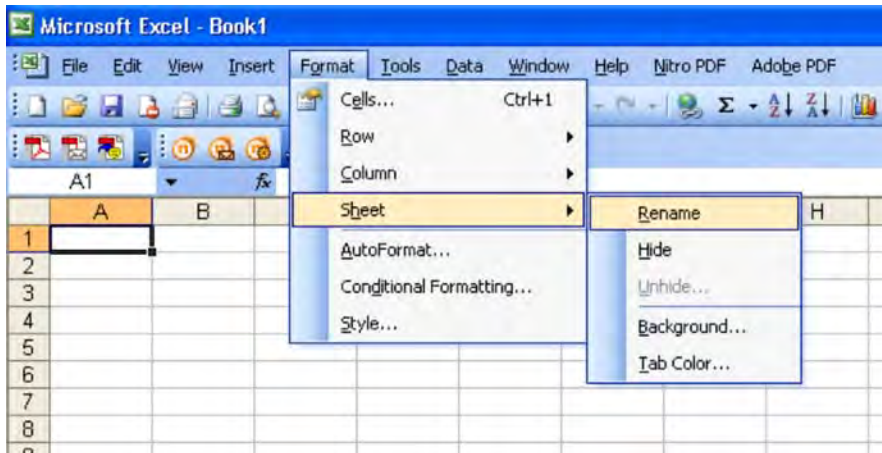 Microsoft Excel - Book1
File Edit View Insert Format Tools Data Window Help Nitro PDF Adobe PDF
Cells... Ctrl+1
Row
Column
Sheet
AutoFormat...
Conditional Formatting...
Style...
Rename
Hide
Unhide...
Background...
Tab Color...
Σ
A1 fx
A B H
1
2
3
4
5
6
7
8